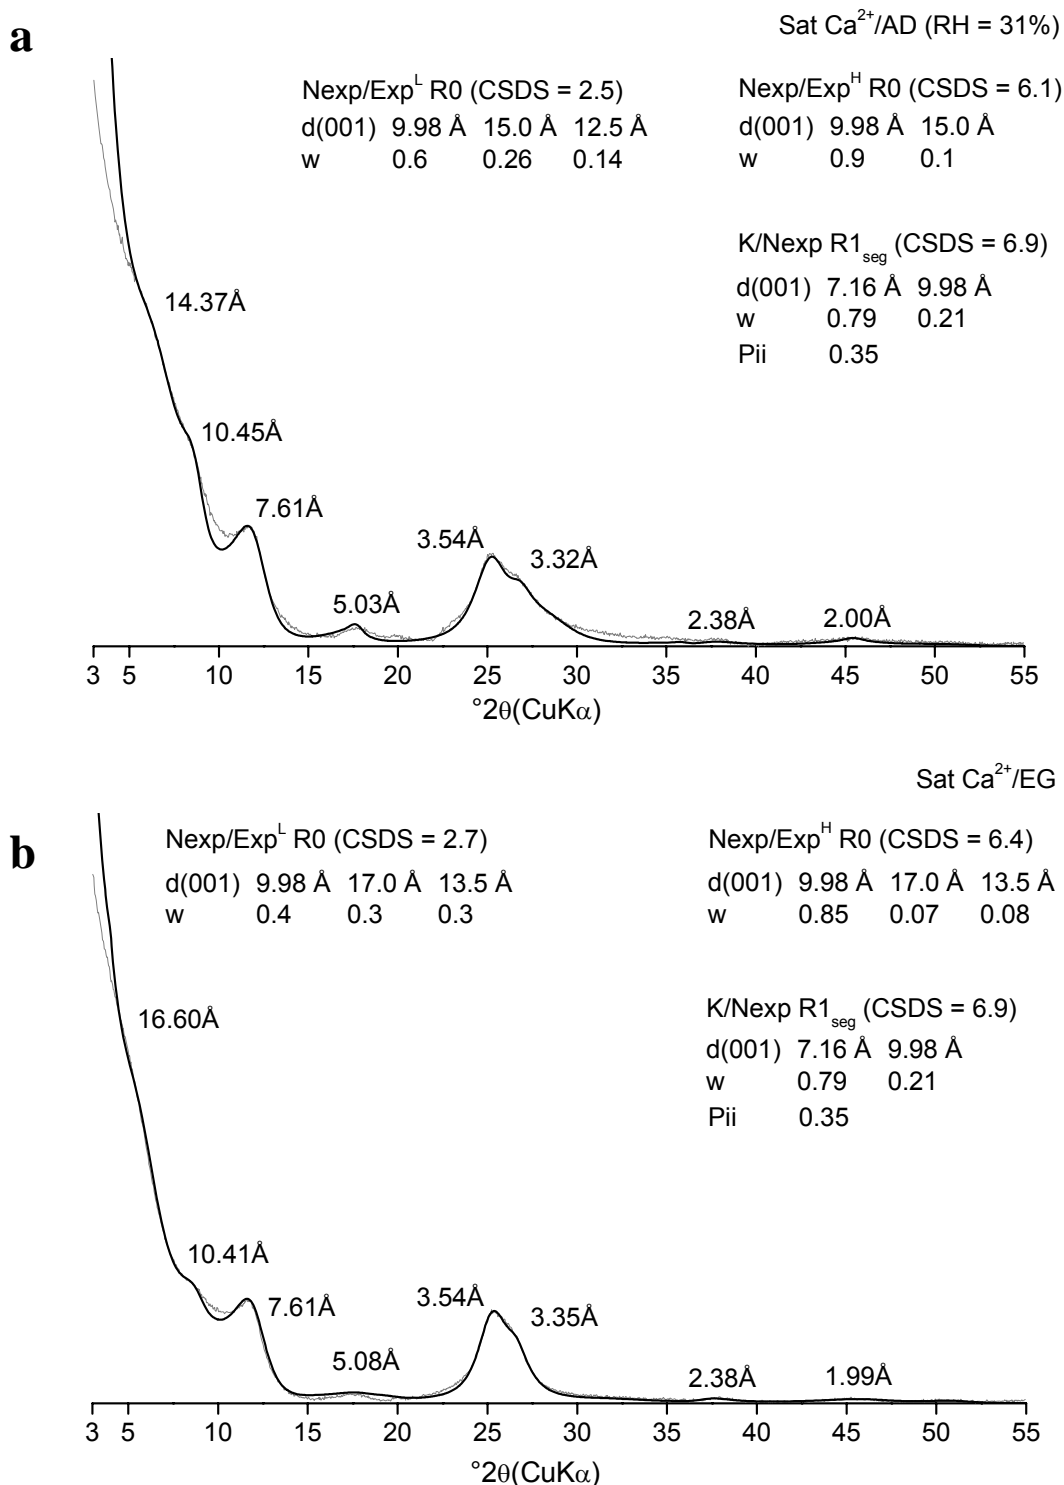 a
Sat Ca²⁺/AD (RH = 31%)
Nexp/Expᴸ R0 (CSDS = 2.5)
d(001) 9.98 Å 15.0 Å 12.5 Å
w 0.6 0.26 0.14
Nexp/Expᴴ R0 (CSDS = 6.1)
d(001) 9.98 Å 15.0 Å
w 0.9 0.1
K/Nexp R1seg (CSDS = 6.9)
d(001) 7.16 Å 9.98 Å
w 0.79 0.21
Pii 0.35
14.37Å
10.45Å
7.61Å
5.03Å
3.54Å
3.32Å
2.38Å
2.00Å
3 5 10 15 20 25 30 35 40 45 50 55
°2θ(CuKα)
Sat Ca²⁺/EG
b
Nexp/Expᴸ R0 (CSDS = 2.7)
d(001) 9.98 Å 17.0 Å 13.5 Å
w 0.4 0.3 0.3
Nexp/Expᴴ R0 (CSDS = 6.4)
d(001) 9.98 Å 17.0 Å 13.5 Å
w 0.85 0.07 0.08
K/Nexp R1seg (CSDS = 6.9)
d(001) 7.16 Å 9.98 Å
w 0.79 0.21
Pii 0.35
16.60Å
10.41Å
7.61Å
5.08Å
3.54Å
3.35Å
2.38Å
1.99Å
3 5 10 15 20 25 30 35 40 45 50 55
°2θ(CuKα)